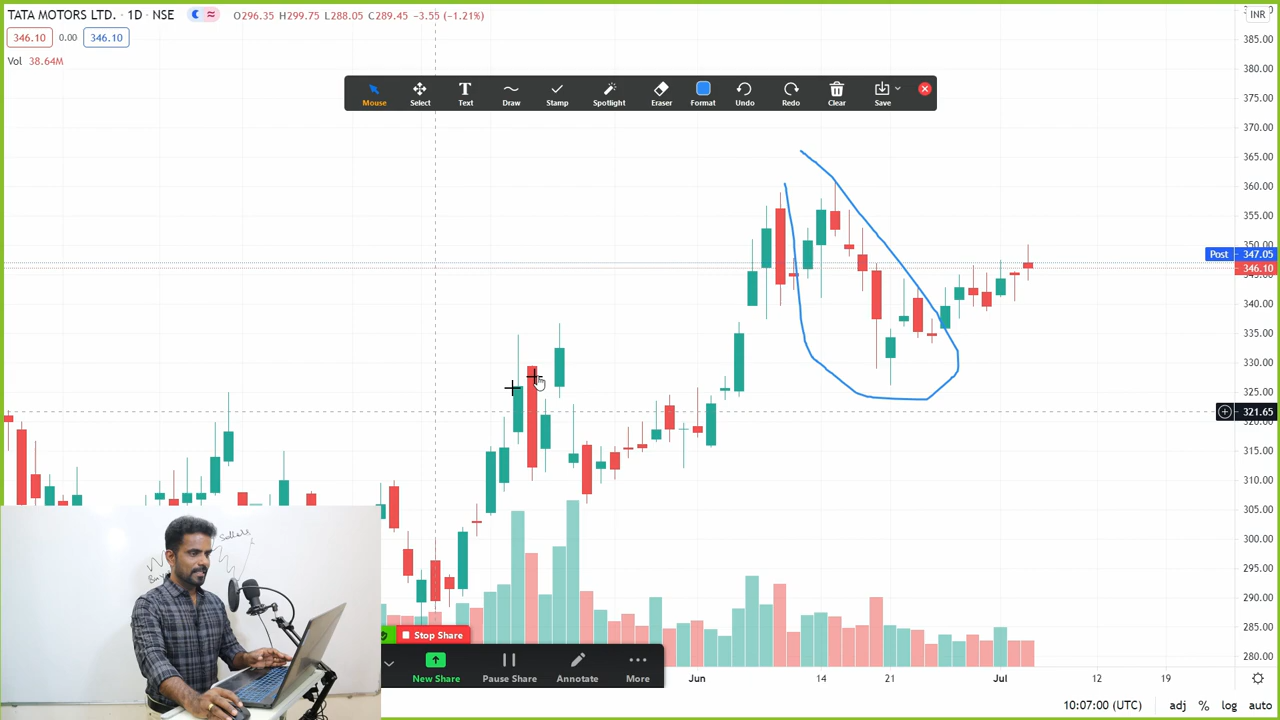 TATA MOTORS LTD. · 1D · NSE
O296.35 H299.75 L288.05 C289.45 −3.55 (−1.21%)
INR
346.10 0.00 346.10
Vol 38.64M
Mouse Select Text Draw Stamp Spotlight Eraser Format Undo Redo Clear Save
385.00
380.00
375.00
370.00
365.00
360.00
355.00
350.00
Post 347.05
346.10
340.00
335.00
330.00
325.00
321.65
320.00
315.00
310.00
305.00
300.00
295.00
290.00
285.00
280.00
Sellers
Stop Share
New Share Pause Share Annotate More
Jun 14 21 Jul 12 19
10:07:00 (UTC) adj % log auto